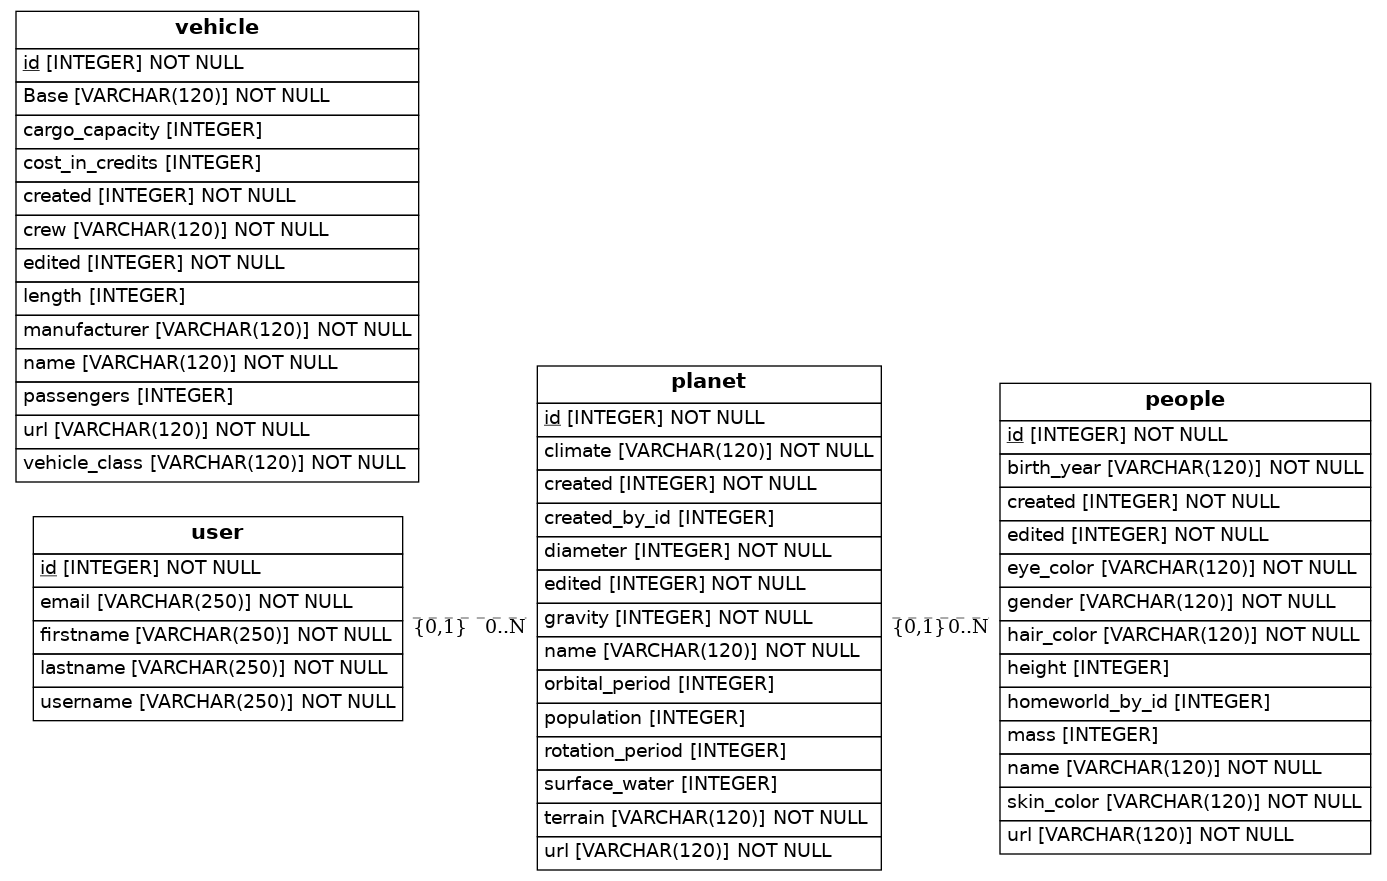 vehicle
id [INTEGER] NOT NULL
Base [VARCHAR(120)] NOT NULL
cargo_capacity [INTEGER]
cost_in_credits [INTEGER]
created [INTEGER] NOT NULL
crew [VARCHAR(120)] NOT NULL
edited [INTEGER] NOT NULL
length [INTEGER]
manufacturer [VARCHAR(120)] NOT NULL
name [VARCHAR(120)] NOT NULL
passengers [INTEGER]
url [VARCHAR(120)] NOT NULL
vehicle_class [VARCHAR(120)] NOT NULL
user
id [INTEGER] NOT NULL
email [VARCHAR(250)] NOT NULL
firstname [VARCHAR(250)] NOT NULL
lastname [VARCHAR(250)] NOT NULL
username [VARCHAR(250)] NOT NULL
{0,1} 0..N
planet
id [INTEGER] NOT NULL
climate [VARCHAR(120)] NOT NULL
created [INTEGER] NOT NULL
created_by_id [INTEGER]
diameter [INTEGER] NOT NULL
edited [INTEGER] NOT NULL
gravity [INTEGER] NOT NULL
name [VARCHAR(120)] NOT NULL
orbital_period [INTEGER]
population [INTEGER]
rotation_period [INTEGER]
surface_water [INTEGER]
terrain [VARCHAR(120)] NOT NULL
url [VARCHAR(120)] NOT NULL
{0,1} 0..N
people
id [INTEGER] NOT NULL
birth_year [VARCHAR(120)] NOT NULL
created [INTEGER] NOT NULL
edited [INTEGER] NOT NULL
eye_color [VARCHAR(120)] NOT NULL
gender [VARCHAR(120)] NOT NULL
hair_color [VARCHAR(120)] NOT NULL
height [INTEGER]
homeworld_by_id [INTEGER]
mass [INTEGER]
name [VARCHAR(120)] NOT NULL
skin_color [VARCHAR(120)] NOT NULL
url [VARCHAR(120)] NOT NULL